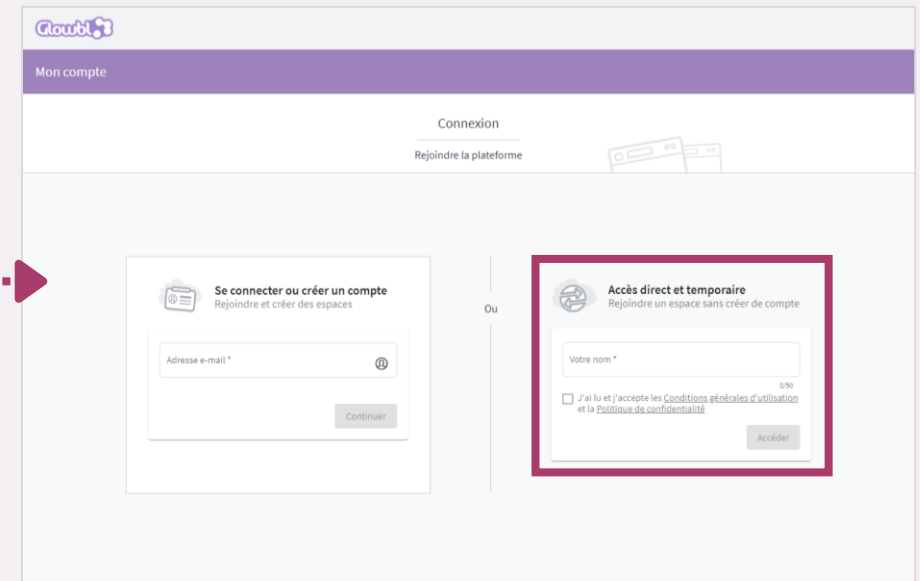 Glowbl
Mon compte
Connexion
Rejoindre la plateforme
Se connecter ou créer un compte
Rejoindre et créer des espaces
Adresse e-mail *
Continuer
Ou
Accès direct et temporaire
Rejoindre un espace sans créer de compte
Votre nom *
0/90
J'ai lu et j'accepte les Conditions générales d'utilisation
et la Politique de confidentialité
Accéder